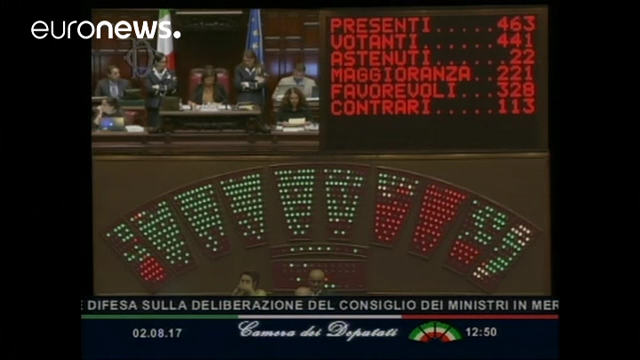 euronews.
PRESENTI.....463
VOTANTI......441
ASTENUTI......22
MAGGIORANZA..221
FAVOREVOLI...328
CONTRARI.....113
E DIFESA SULLA DELIBERAZIONE DEL CONSIGLIO DEI MINISTRI IN MER
02.08.17
Camera dei Deputati
12:50